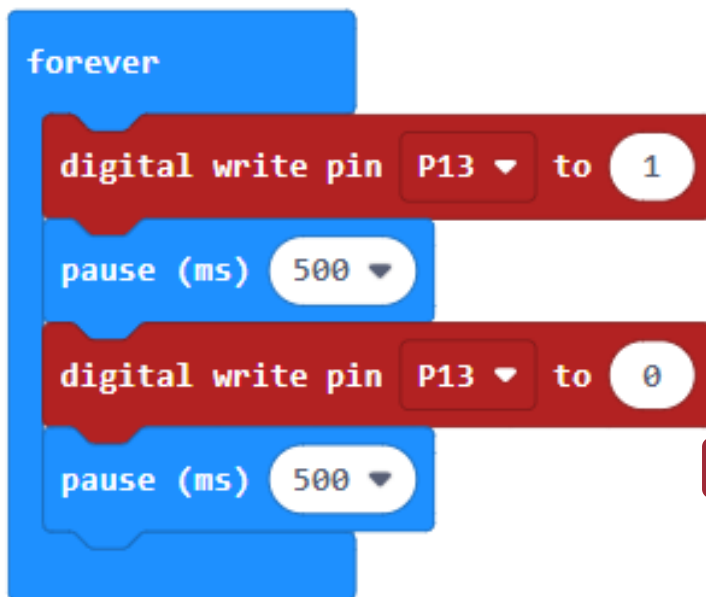 forever
digital write pin P13 to 1
pause (ms) 500
digital write pin P13 to 0
pause (ms) 500